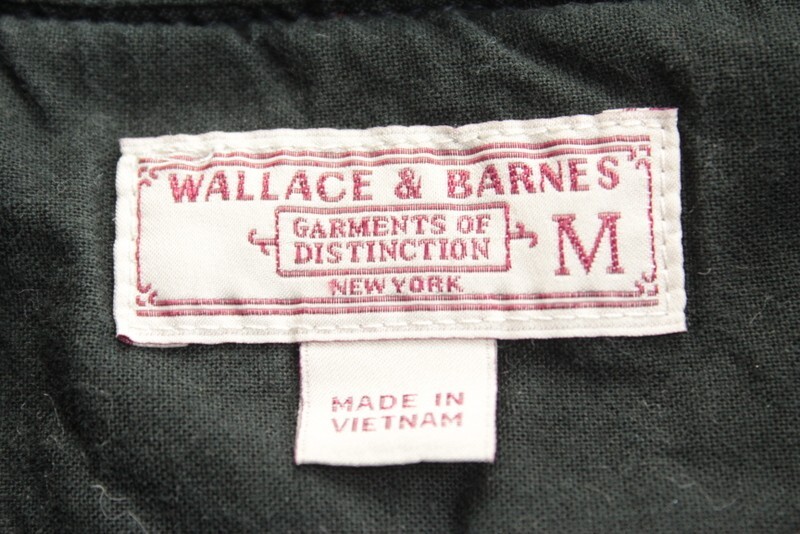 WALLACE & BARNES
GARMENTS OF
DISTINCTION
M
NEW YORK
MADE IN
VIETNAM